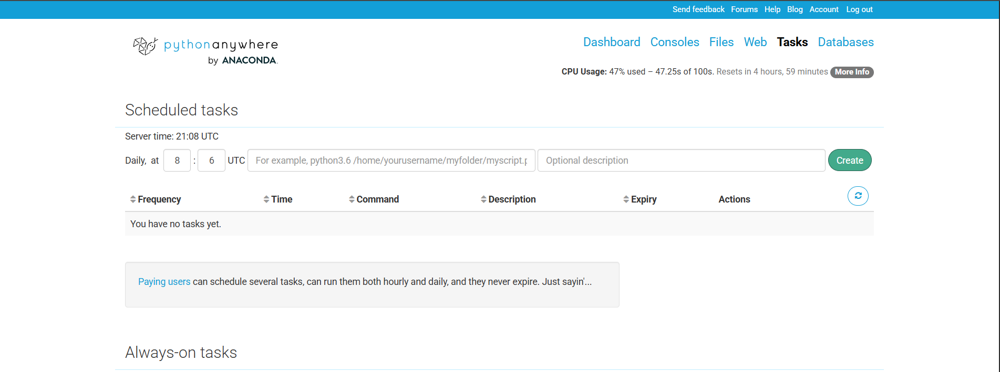 Send feedback Forums Help Blog Account Log out
pythonanywhere
by ANACONDA.
Dashboard Consoles Files Web Tasks Databases
CPU Usage: 47% used – 47.25s of 100s. Resets in 4 hours, 59 minutes More Info
Scheduled tasks
Server time: 21:08 UTC
Daily, at 8 : 6 UTC For example, python3.6 /home/yourusername/myfolder/myscript.p Optional description Create
Frequency Time Command Description Expiry Actions
You have no tasks yet.
Paying users can schedule several tasks, can run them both hourly and daily, and they never expire. Just sayin'...
Always-on tasks